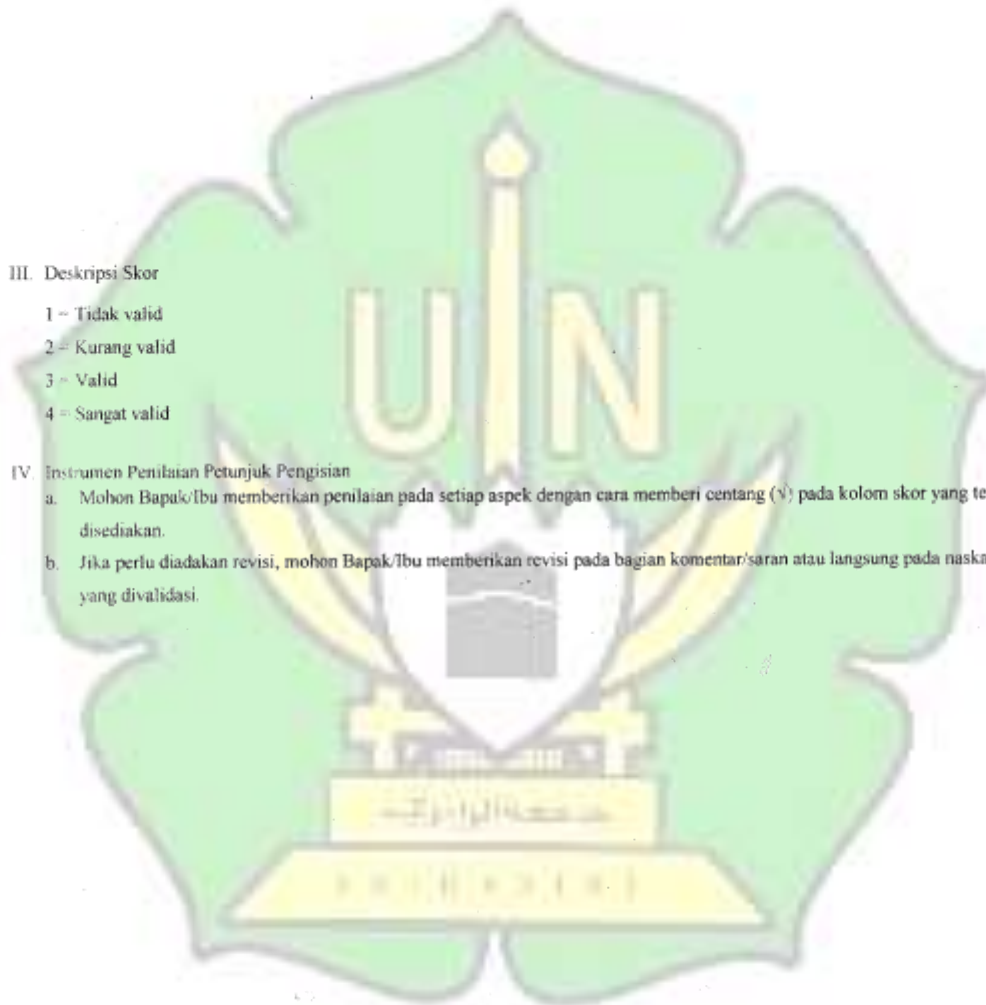 III. Deskripsi Skor
1 = Tidak valid
2 = Kurang valid
3 = Valid
4 = Sangat valid
UIN
IV. Instrumen Penilaian Petunjuk Pengisian
a. Mohon Bapak/Ibu memberikan penilaian pada setiap aspek dengan cara memberi centang (√) pada kolom skor yang te
disediakan.
b. Jika perlu diadakan revisi, mohon Bapak/Ibu memberikan revisi pada bagian komentar/saran atau langsung pada naska
yang divalidasi.